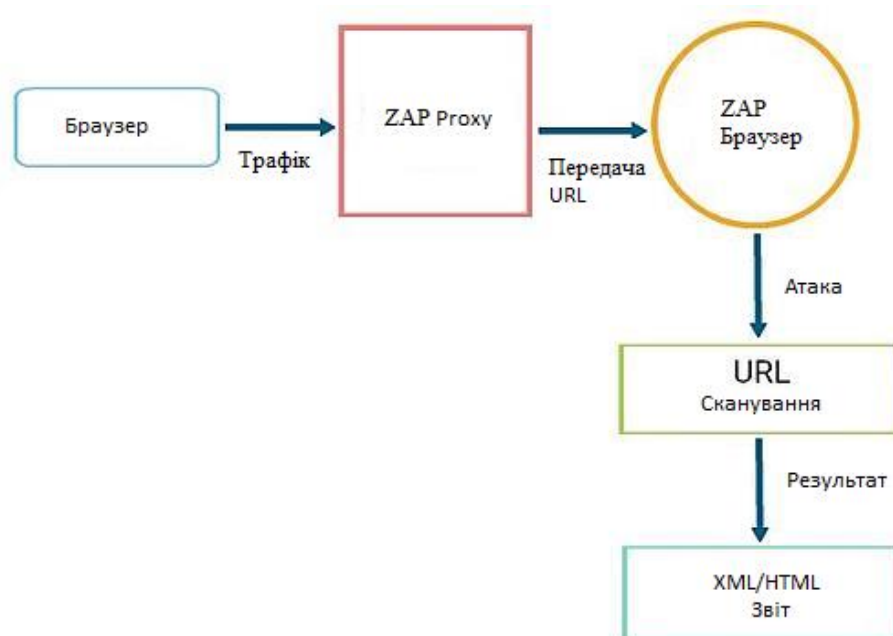 Браузер
Трафік
ZAP Proxy
Передача
URL
ZAP
Браузер
Атака
URL
Сканування
Результат
XML/HTML
Звіт